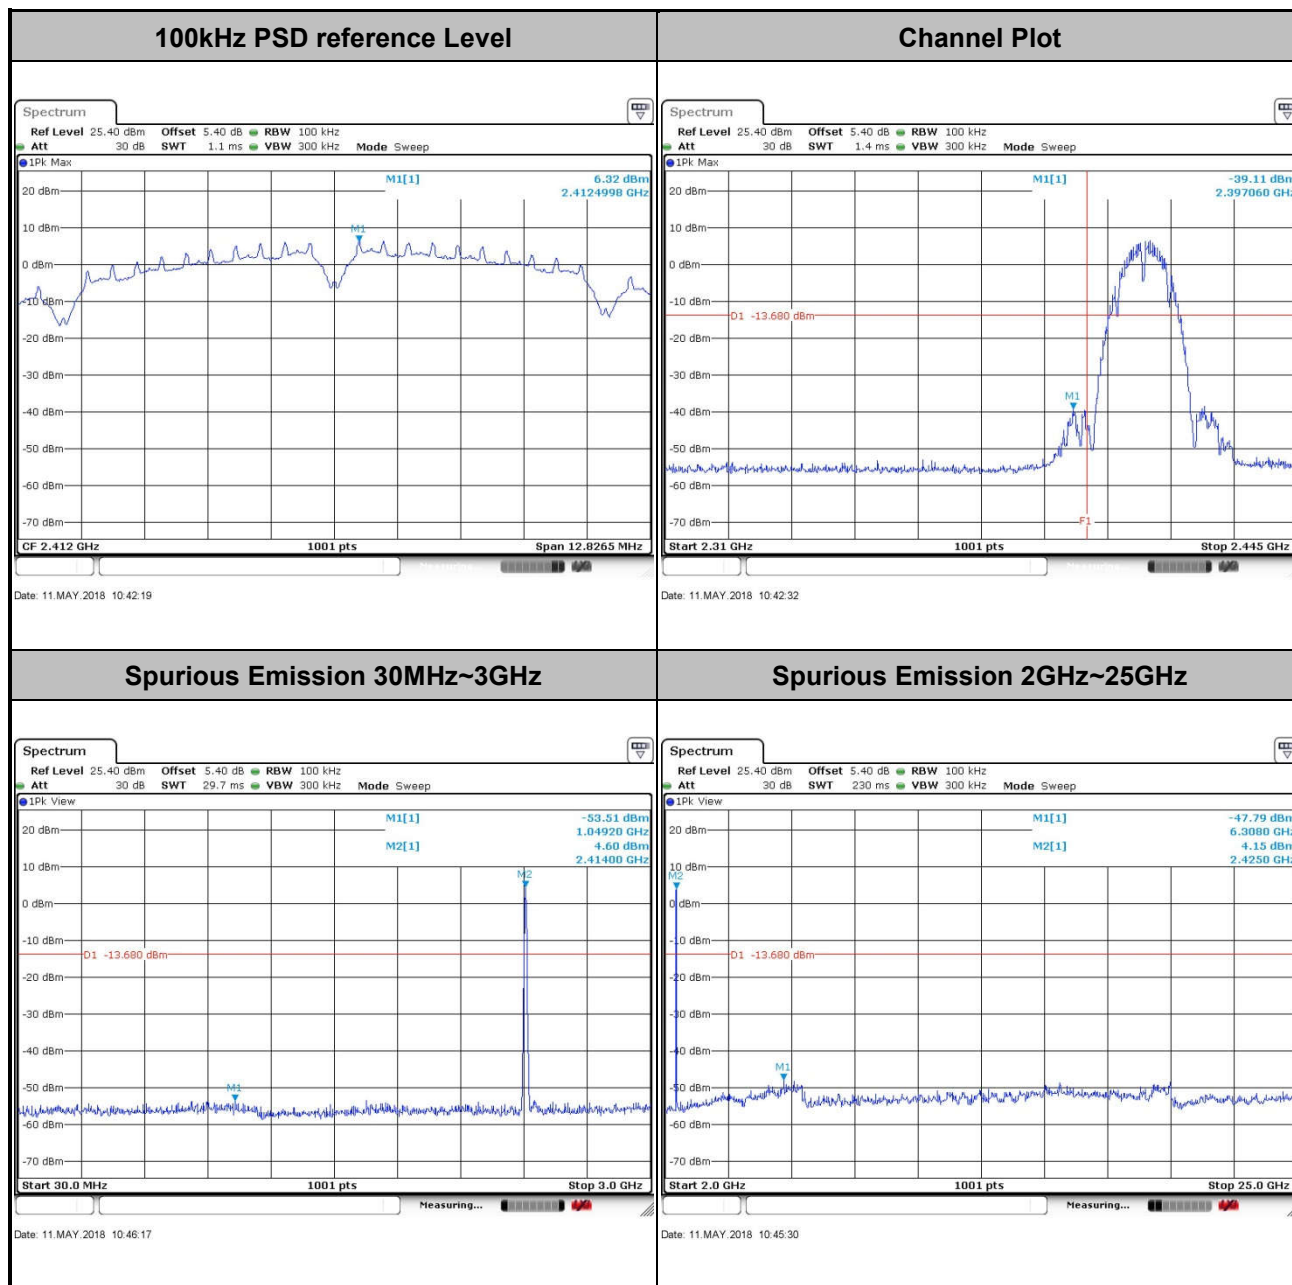 100kHz PSD reference Level
Channel Plot
Spectrum
Ref Level 25.40 dBm Offset 5.40 dB RBW 100 kHz
Att 30 dB SWT 1.1 ms VBW 300 kHz Mode Sweep
1Pk Max
M1[1] 6.32 dBm
2.4124998 GHz
20 dBm
10 dBm
M1
0 dBm
-10 dBm
-20 dBm
-30 dBm
-40 dBm
-50 dBm
-60 dBm
-70 dBm
CF 2.412 GHz 1001 pts Span 12.8265 MHz
Measuring...
Date: 11.MAY.2018 10:42:19
Spectrum
Ref Level 25.40 dBm Offset 5.40 dB RBW 100 kHz
Att 30 dB SWT 1.4 ms VBW 300 kHz Mode Sweep
1Pk Max
M1[1] -39.11 dBm
2.397060 GHz
20 dBm
10 dBm
0 dBm
-10 dBm
D1 -13.680 dBm
-20 dBm
-30 dBm
M1
-40 dBm
-50 dBm
-60 dBm
-70 dBm
F1
Start 2.31 GHz 1001 pts Stop 2.445 GHz
Measuring...
Date: 11.MAY.2018 10:42:32
Spurious Emission 30MHz~3GHz
Spurious Emission 2GHz~25GHz
Spectrum
Ref Level 25.40 dBm Offset 5.40 dB RBW 100 kHz
Att 30 dB SWT 29.7 ms VBW 300 kHz Mode Sweep
1Pk View
M1[1] -53.51 dBm
1.04920 GHz
20 dBm
M2[1] 4.60 dBm
2.41400 GHz
10 dBm
M2
0 dBm
-10 dBm
D1 -13.680 dBm
-20 dBm
-30 dBm
-40 dBm
-50 dBm
M1
-60 dBm
-70 dBm
Start 30.0 MHz 1001 pts Stop 3.0 GHz
Measuring...
Date: 11.MAY.2018 10:46:17
Spectrum
Ref Level 25.40 dBm Offset 5.40 dB RBW 100 kHz
Att 30 dB SWT 230 ms VBW 300 kHz Mode Sweep
1Pk View
M1[1] -47.79 dBm
6.3080 GHz
20 dBm
M2[1] 4.15 dBm
2.4250 GHz
10 dBm
M2
0 dBm
-10 dBm
D1 -13.680 dBm
-20 dBm
-30 dBm
-40 dBm
M1
-50 dBm
-60 dBm
-70 dBm
Start 2.0 GHz 1001 pts Stop 25.0 GHz
Measuring...
Date: 11.MAY.2018 10:45:30